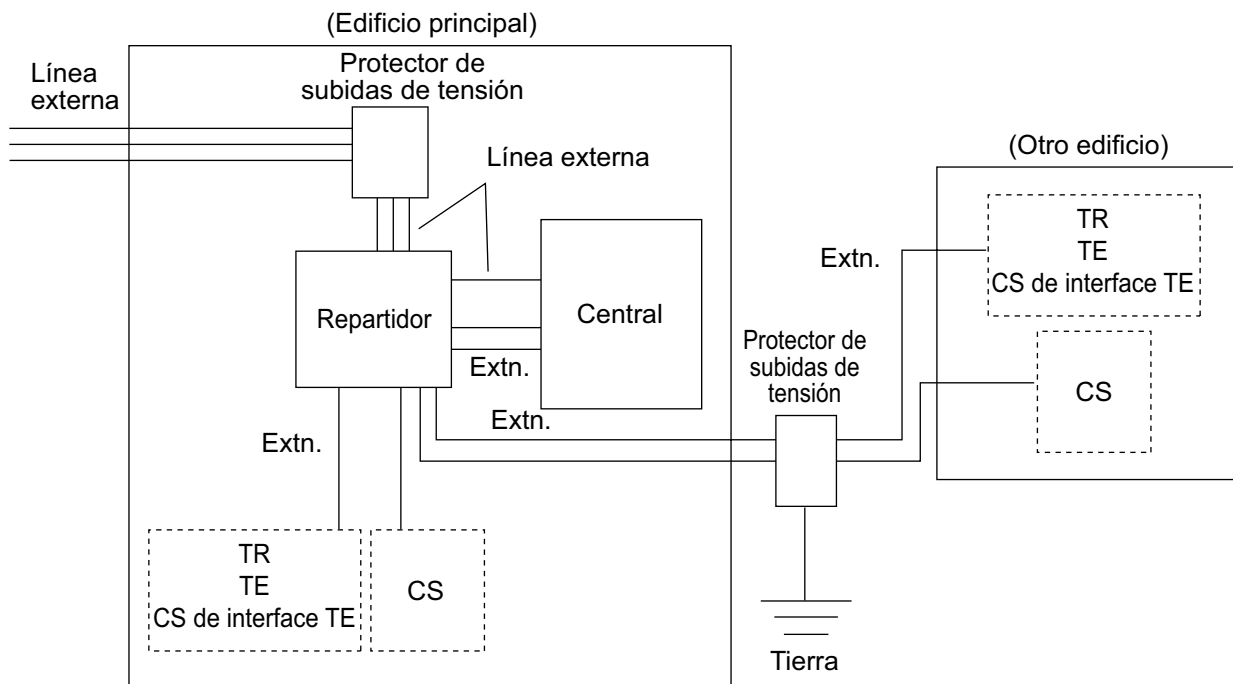 (Edificio principal)
Línea
externa
Protector de
subidas de tensión
Línea externa
Repartidor
Central
Extn.
Extn.
Extn.
TR
TE
CS de interface TE
CS
(Otro edificio)
Extn.
TR
TE
CS de interface TE
CS
Protector de
subidas de
tensión
Tierra